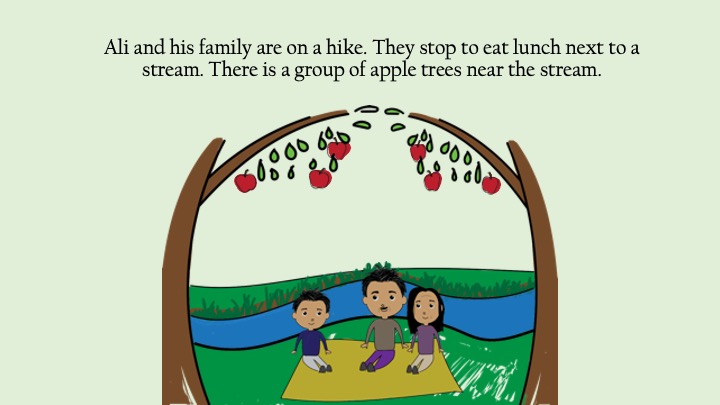 Ali and his family are on a hike. They stop to eat lunch next to a
stream. There is a group of apple trees near the stream.